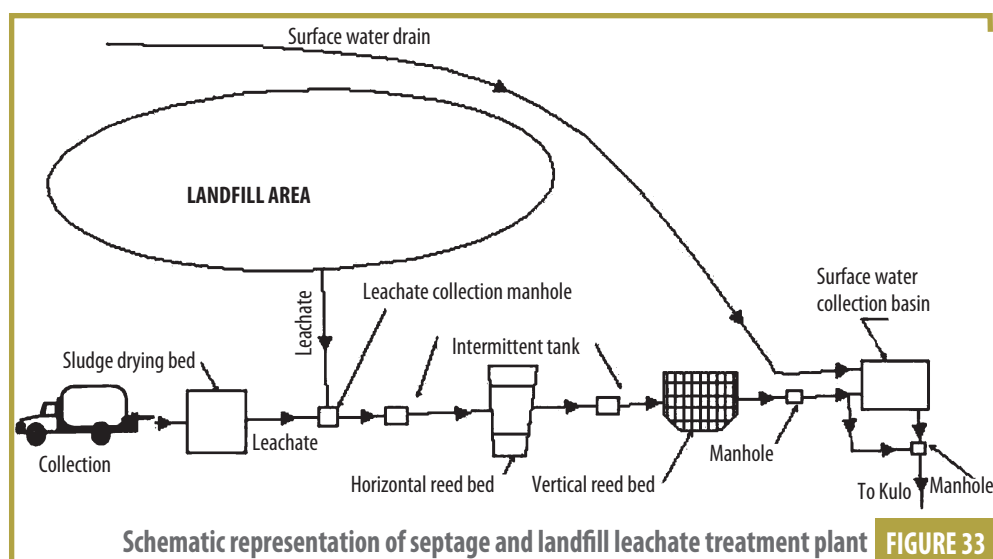 Surface water drain
LANDFILL AREA
Leachate
Leachate collection manhole
Surface water
collection basin
Sludge drying bed
Intermittent tank
Collection
Leachate
Horizontal reed bed
Vertical reed bed
Manhole
To Kulo
Manhole
Schematic representation of septage and landfill leachate treatment plant FIGURE 33